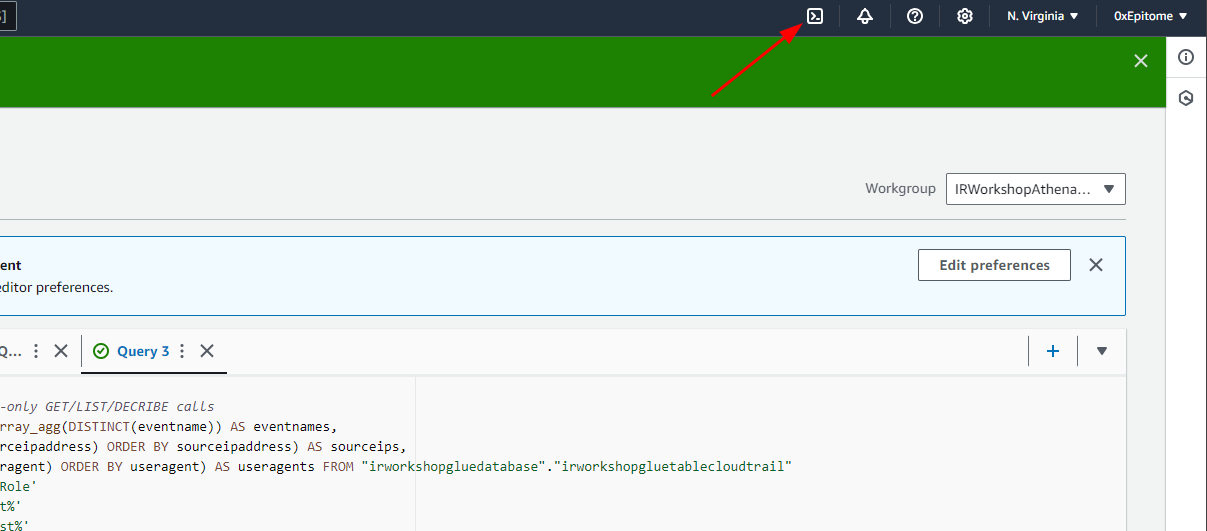 N. Virginia
0xEpitome
Workgroup
IRWorkshopAthena...
ent
editor preferences.
Edit preferences
Q...
Query 3
-only GET/LIST/DECRIBE calls
rray_agg(DISTINCT(eventname)) AS eventnames,
rceipaddress) ORDER BY sourceipaddress) AS sourceips,
ragent) ORDER BY useragent) AS useragents FROM "irworkshopgluedatabase"."irworkshopgluetablecloudtrail"
Role'
t%'
st%'